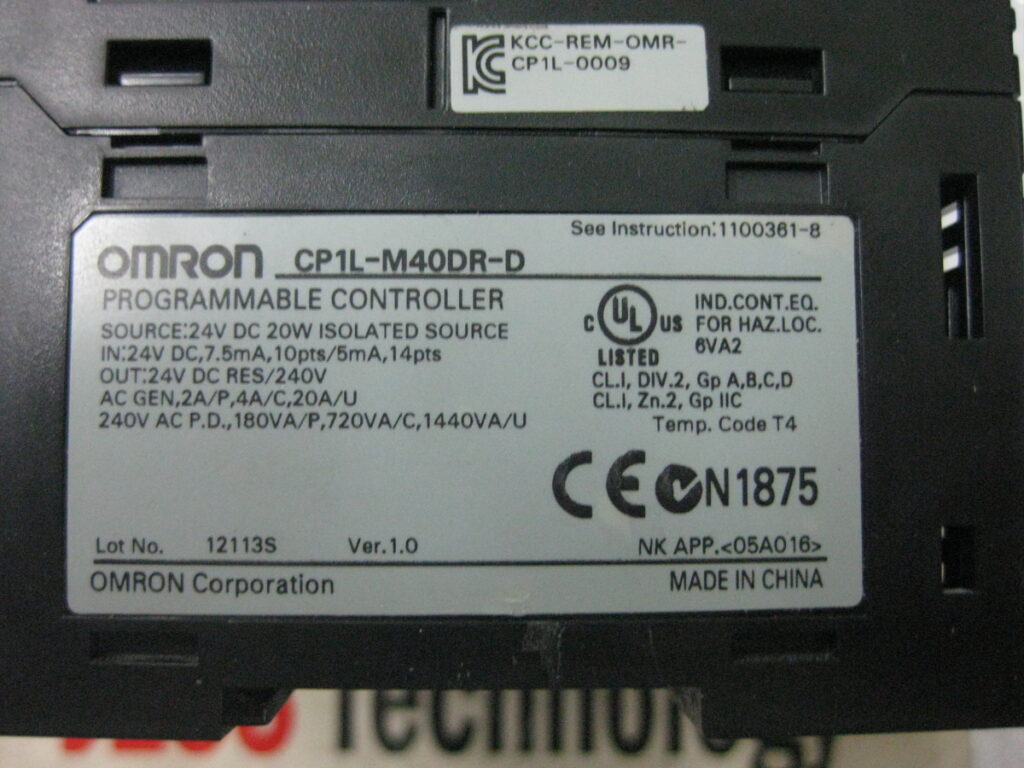 KCC-REM-OMR-
CP1L-0009
See Instruction:1100361-8
OMRON CP1L-M40DR-D
PROGRAMMABLE CONTROLLER
SOURCE:24V DC 20W ISOLATED SOURCE
IN:24V DC,7.5mA,10pts/5mA,14pts
OUT:24V DC RES/240V
AC GEN,2A/P,4A/C,20A/U
240V AC P.D.,180VA/P,720VA/C,1440VA/U
C UL US
LISTED
IND.CONT.EQ.
FOR HAZ.LOC.
6VA2
CL.I, DIV.2, Gp A,B,C,D
CL.I, Zn.2, Gp IIC
Temp. Code T4
CE N1875
Lot No. 12113S Ver.1.0
NK APP.<05A016>
OMRON Corporation
MADE IN CHINA
Technology